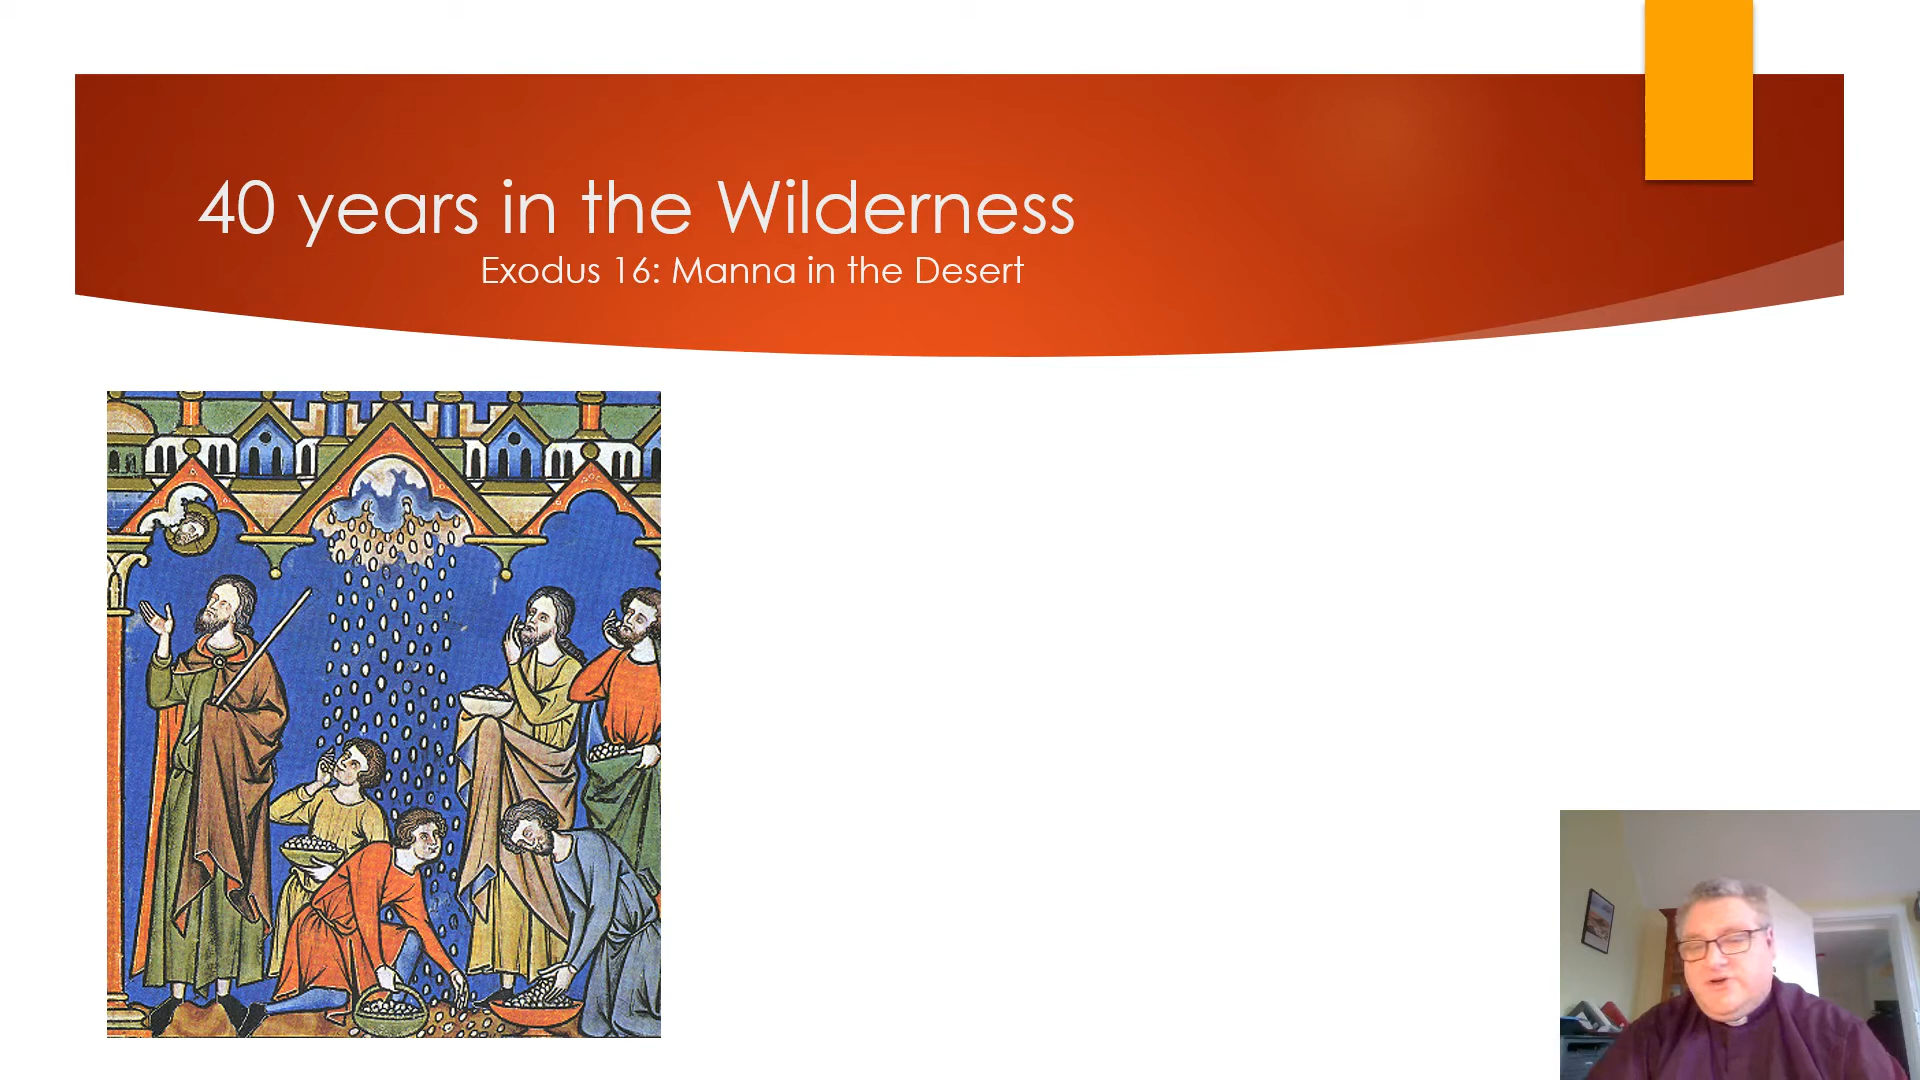 40 years in the Wilderness
Exodus 16: Manna in the Desert